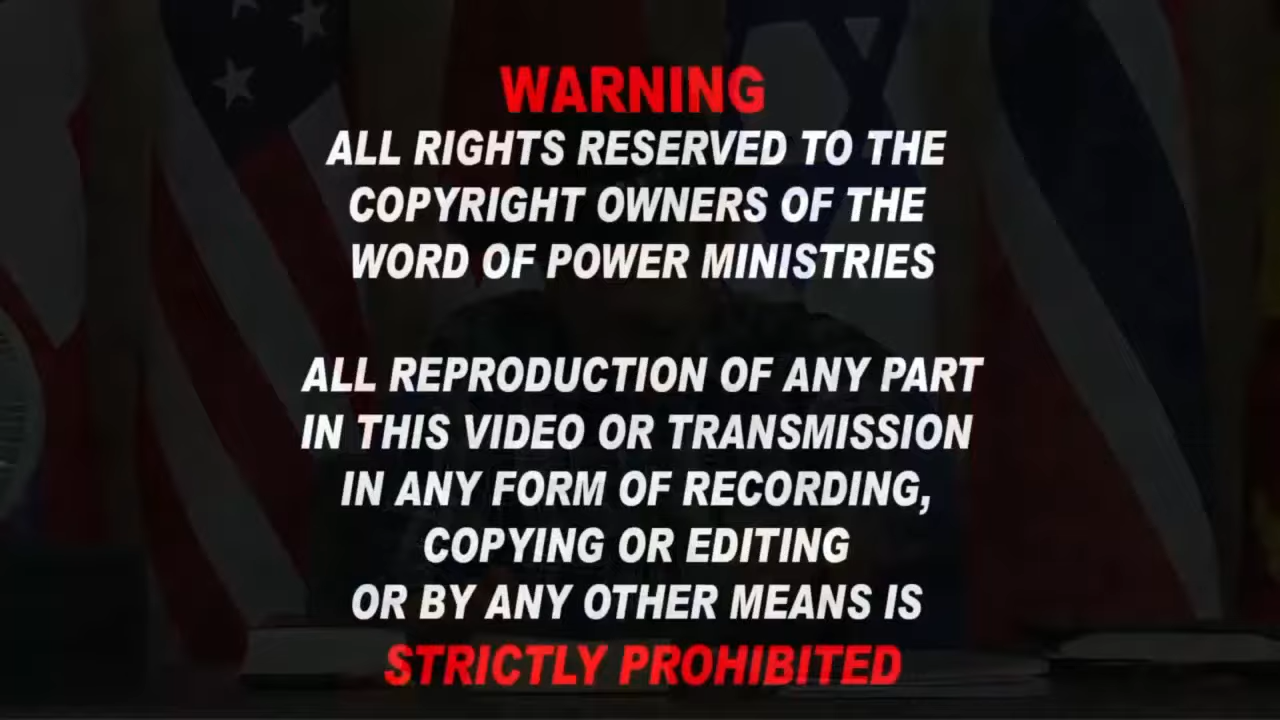 WARNING
ALL RIGHTS RESERVED TO THE
COPYRIGHT OWNERS OF THE
WORD OF POWER MINISTRIES
ALL REPRODUCTION OF ANY PART
IN THIS VIDEO OR TRANSMISSION
IN ANY FORM OF RECORDING,
COPYING OR EDITING
OR BY ANY OTHER MEANS IS
STRICTLY PROHIBITED